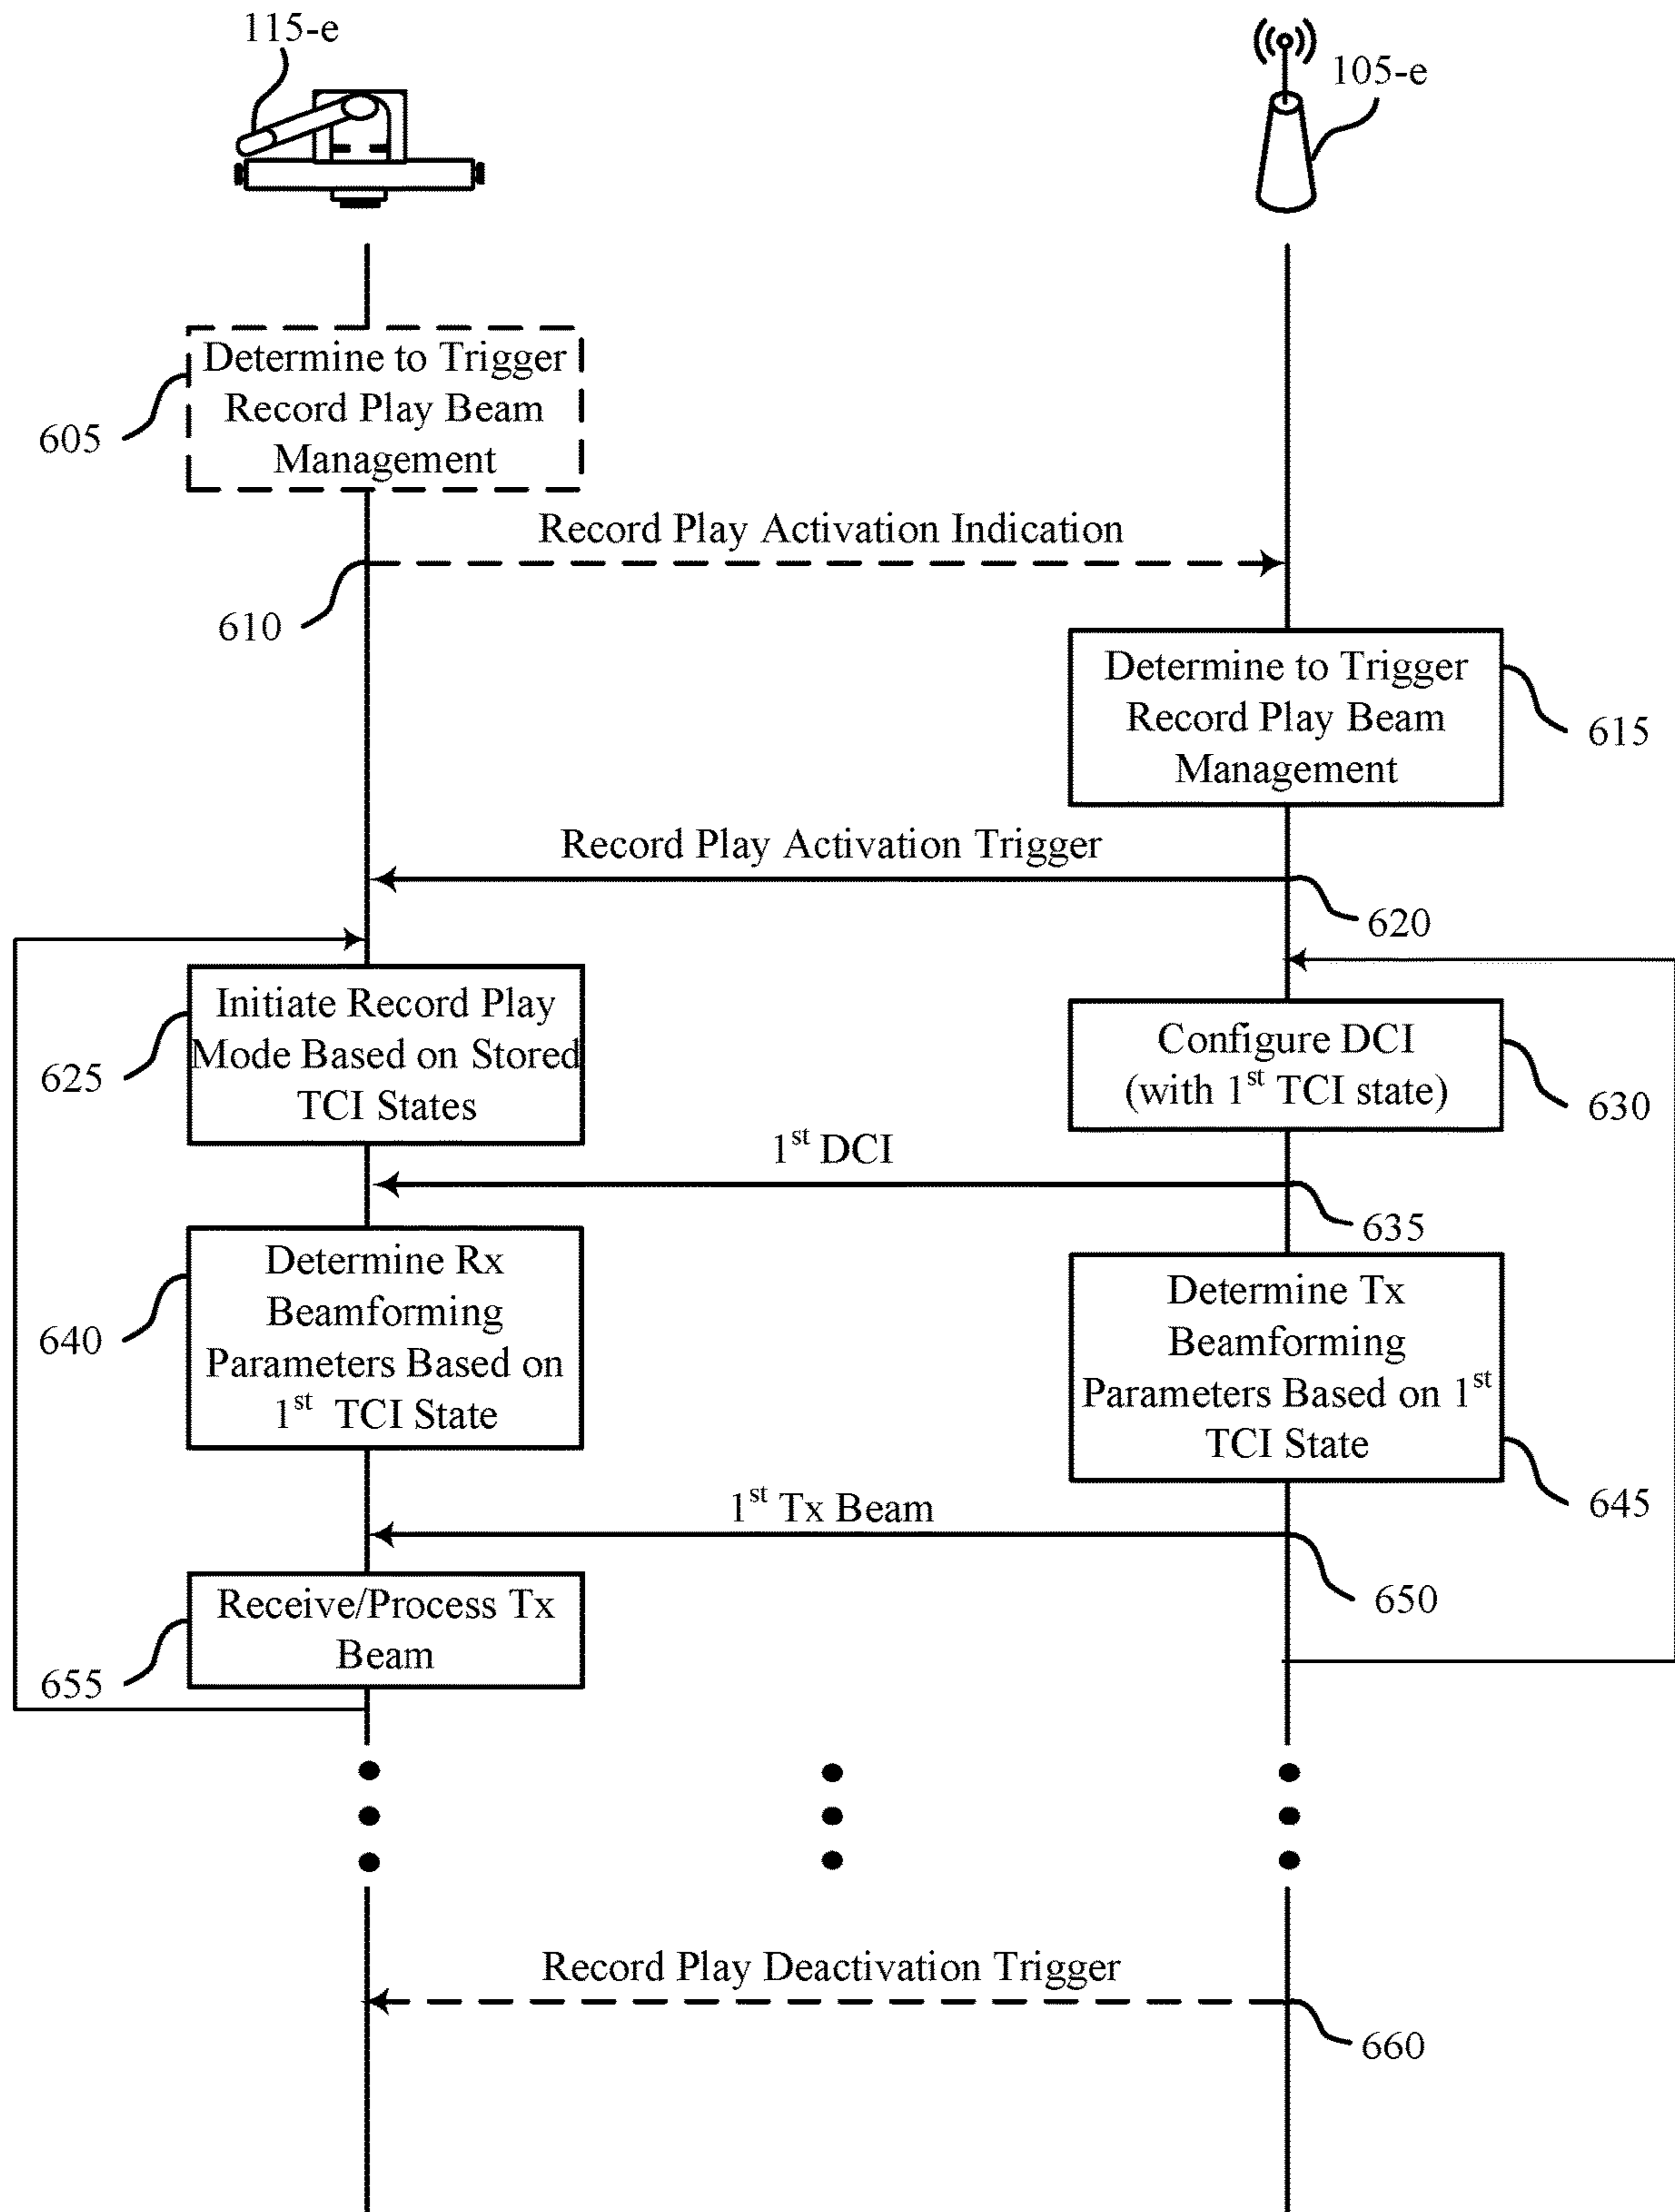 115-e
105-e
Determine to Trigger
Record Play Beam
Management
605
Record Play Activation Indication
610
Determine to Trigger
Record Play Beam
Management
615
Record Play Activation Trigger
620
Initiate Record Play
Mode Based on Stored
TCI States
625
Configure DCI
(with 1st TCI state)
630
1st DCI
635
Determine Rx
Beamforming
Parameters Based on
1st TCI State
640
Determine Tx
Beamforming
Parameters Based on 1st
TCI State
645
1st Tx Beam
650
Receive/Process Tx
Beam
655
Record Play Deactivation Trigger
660